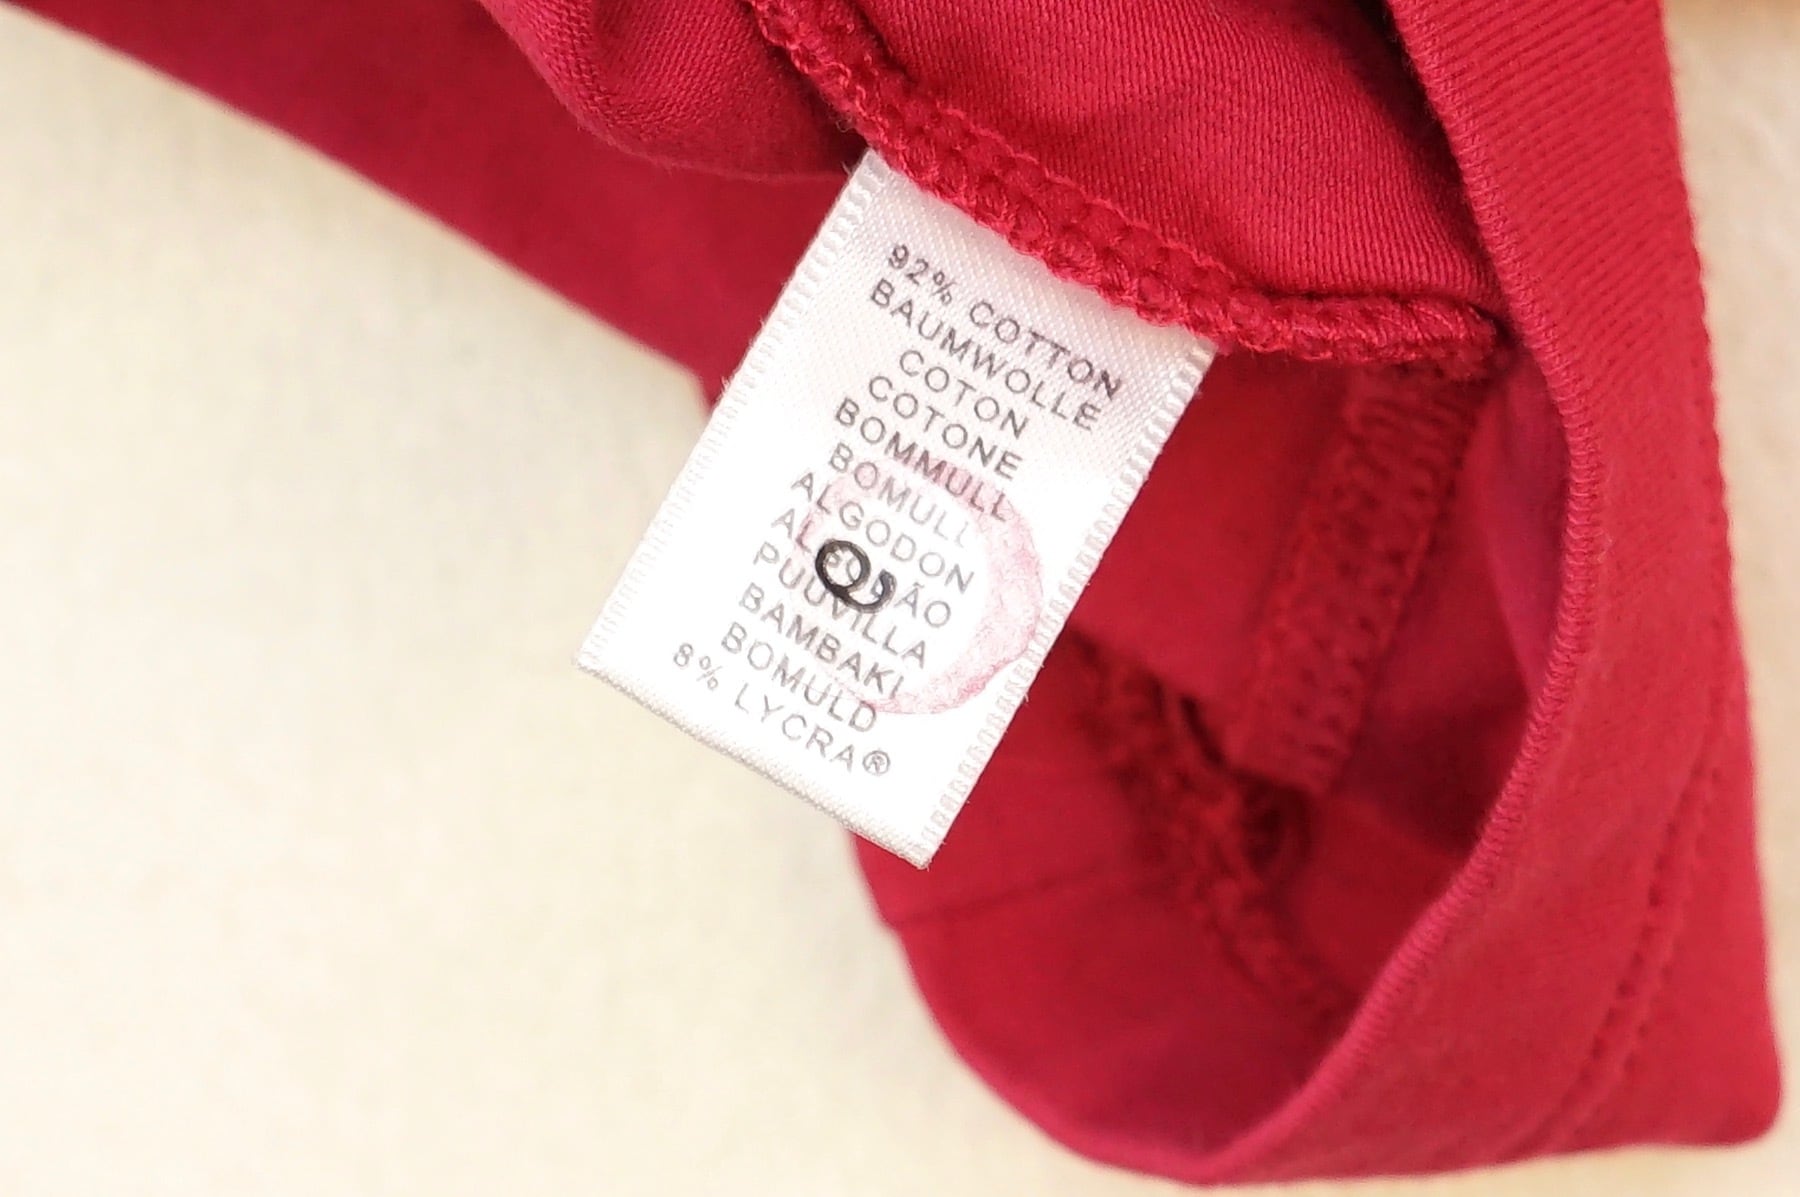 92% COTTON
BAUMWOLLE
COTON
COTONE
BOMMULL
BOMULL
ALGODON
ALGODÃO
PUUVILLA
BAMBAKI
BOMULD
8% LYCRA®